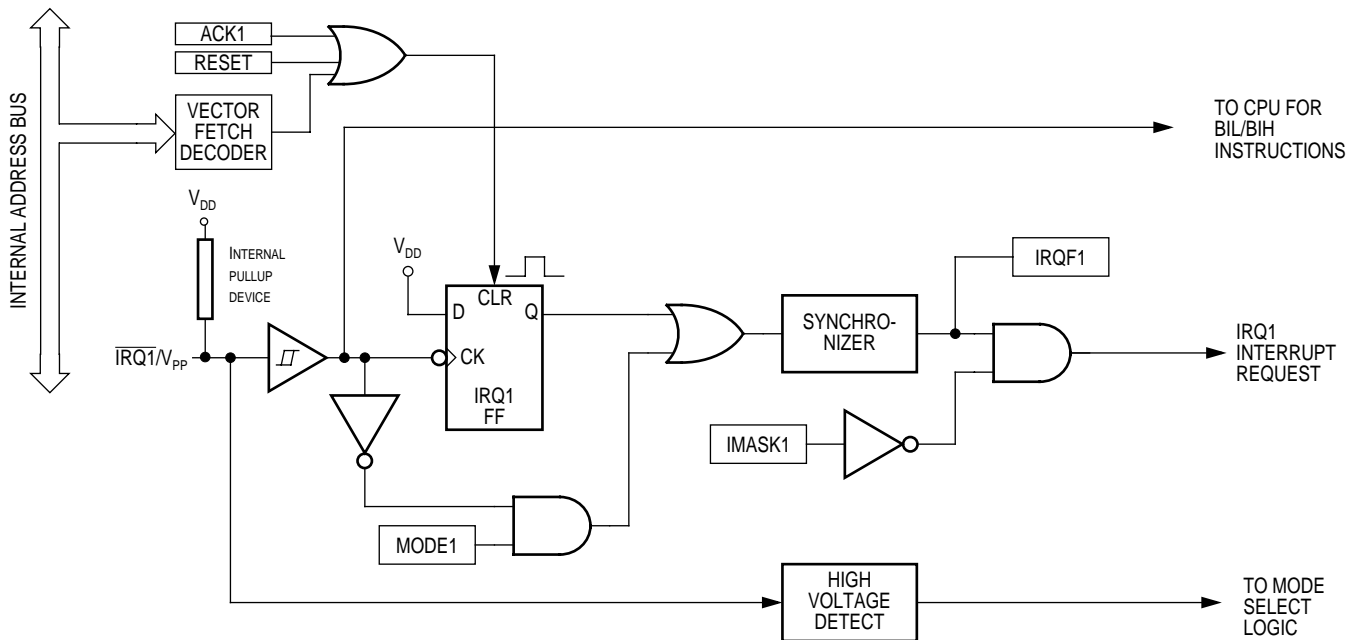 INTERNAL ADDRESS BUS
ACK1
RESET
VECTOR
FETCH
DECODER
TO CPU FOR
BIL/BIH
INSTRUCTIONS
VDD
INTERNAL
PULLUP
DEVICE
VDD
CLR
D
Q
CK
IRQ1
FF
IRQ1/VPP
SYNCHRO-
NIZER
IRQF1
IRQ1
INTERRUPT
REQUEST
IMASK1
MODE1
HIGH
VOLTAGE
DETECT
TO MODE
SELECT
LOGIC